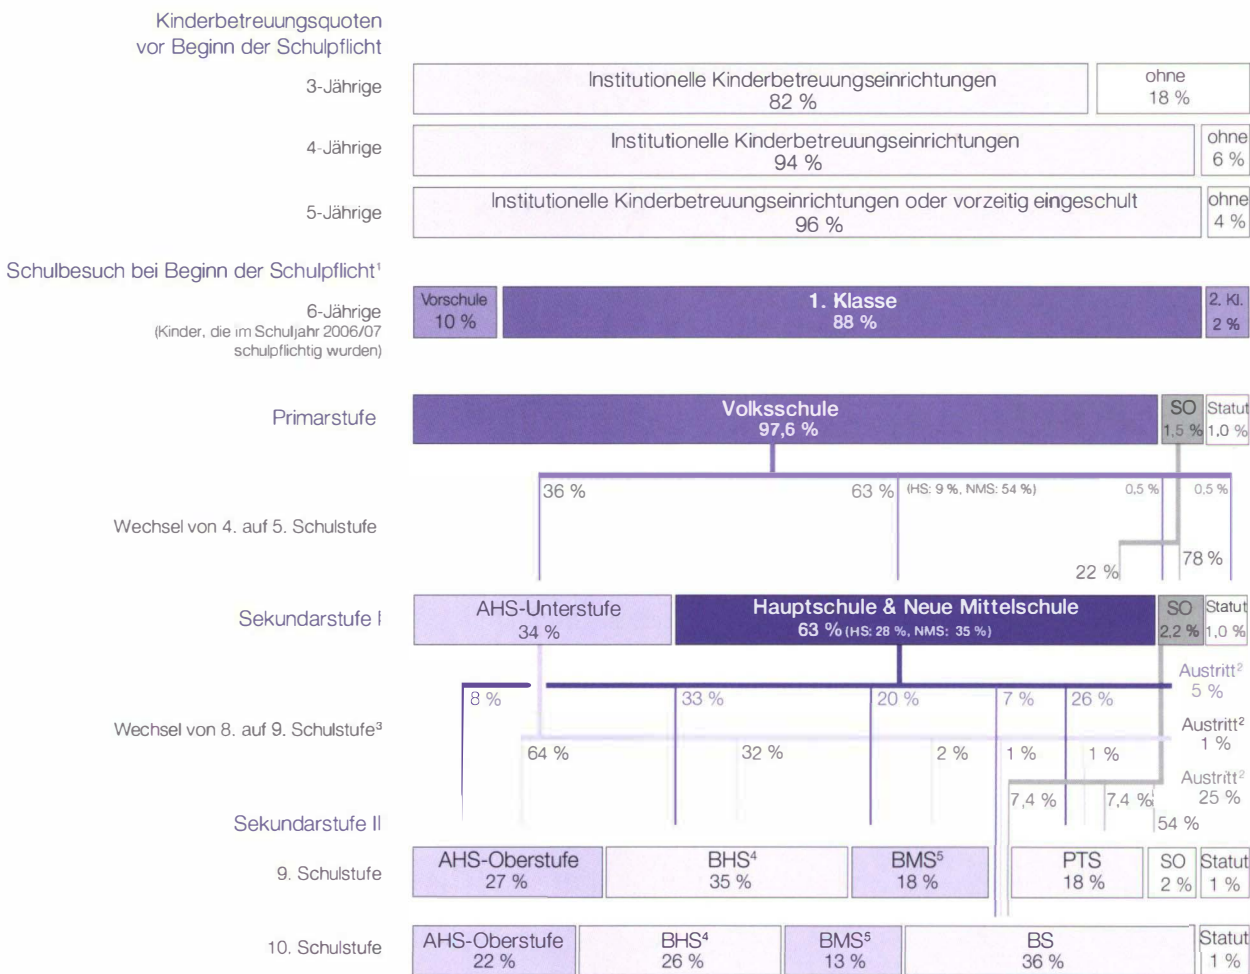 Kinderbetreuungsquoten
vor Beginn der Schulpflicht
3-Jährige
Institutionelle Kinderbetreuungseinrichtungen
82 %
ohne
18 %
4-Jährige
Institutionelle Kinderbetreuungseinrichtungen
94 %
ohne
6 %
5-Jährige
Institutionelle Kinderbetreuungseinrichtungen oder vorzeitig eingeschult
96 %
ohne
4 %
Schulbesuch bei Beginn der Schulpflicht¹
6-Jährige
(Kinder, die im Schuljahr 2006/07
schulpflichtig wurden)
Vorschule
10 %
1. Klasse
88 %
2. Kl.
2 %
Primarstufe
Volksschule
97,6 %
SO
1,5 %
Statut
1,0 %
Wechsel von 4. auf 5. Schulstufe
36 %
63 % (HS: 9 %, NMS: 54 %)
0,5 %
0,5 %
22 %
78 %
Sekundarstufe I
AHS-Unterstufe
34 %
Hauptschule & Neue Mittelschule
63 % (HS: 28 %, NMS: 35 %)
SO
2,2 %
Statut
1,0 %
Wechsel von 8. auf 9. Schulstufe³
8 %
33 %
20 %
7 %
26 %
Austritt²
5 %
64 %
32 %
2 %
1 %
1 %
Austritt²
1 %
7,4 %
7,4 %
54 %
Austritt²
25 %
Sekundarstufe II
9. Schulstufe
AHS-Oberstufe
27 %
BHS⁴
35 %
BMS⁵
18 %
PTS
18 %
SO
2 %
Statut
1 %
10. Schulstufe
AHS-Oberstufe
22 %
BHS⁴
26 %
BMS⁵
13 %
BS
36 %
Statut
1 %